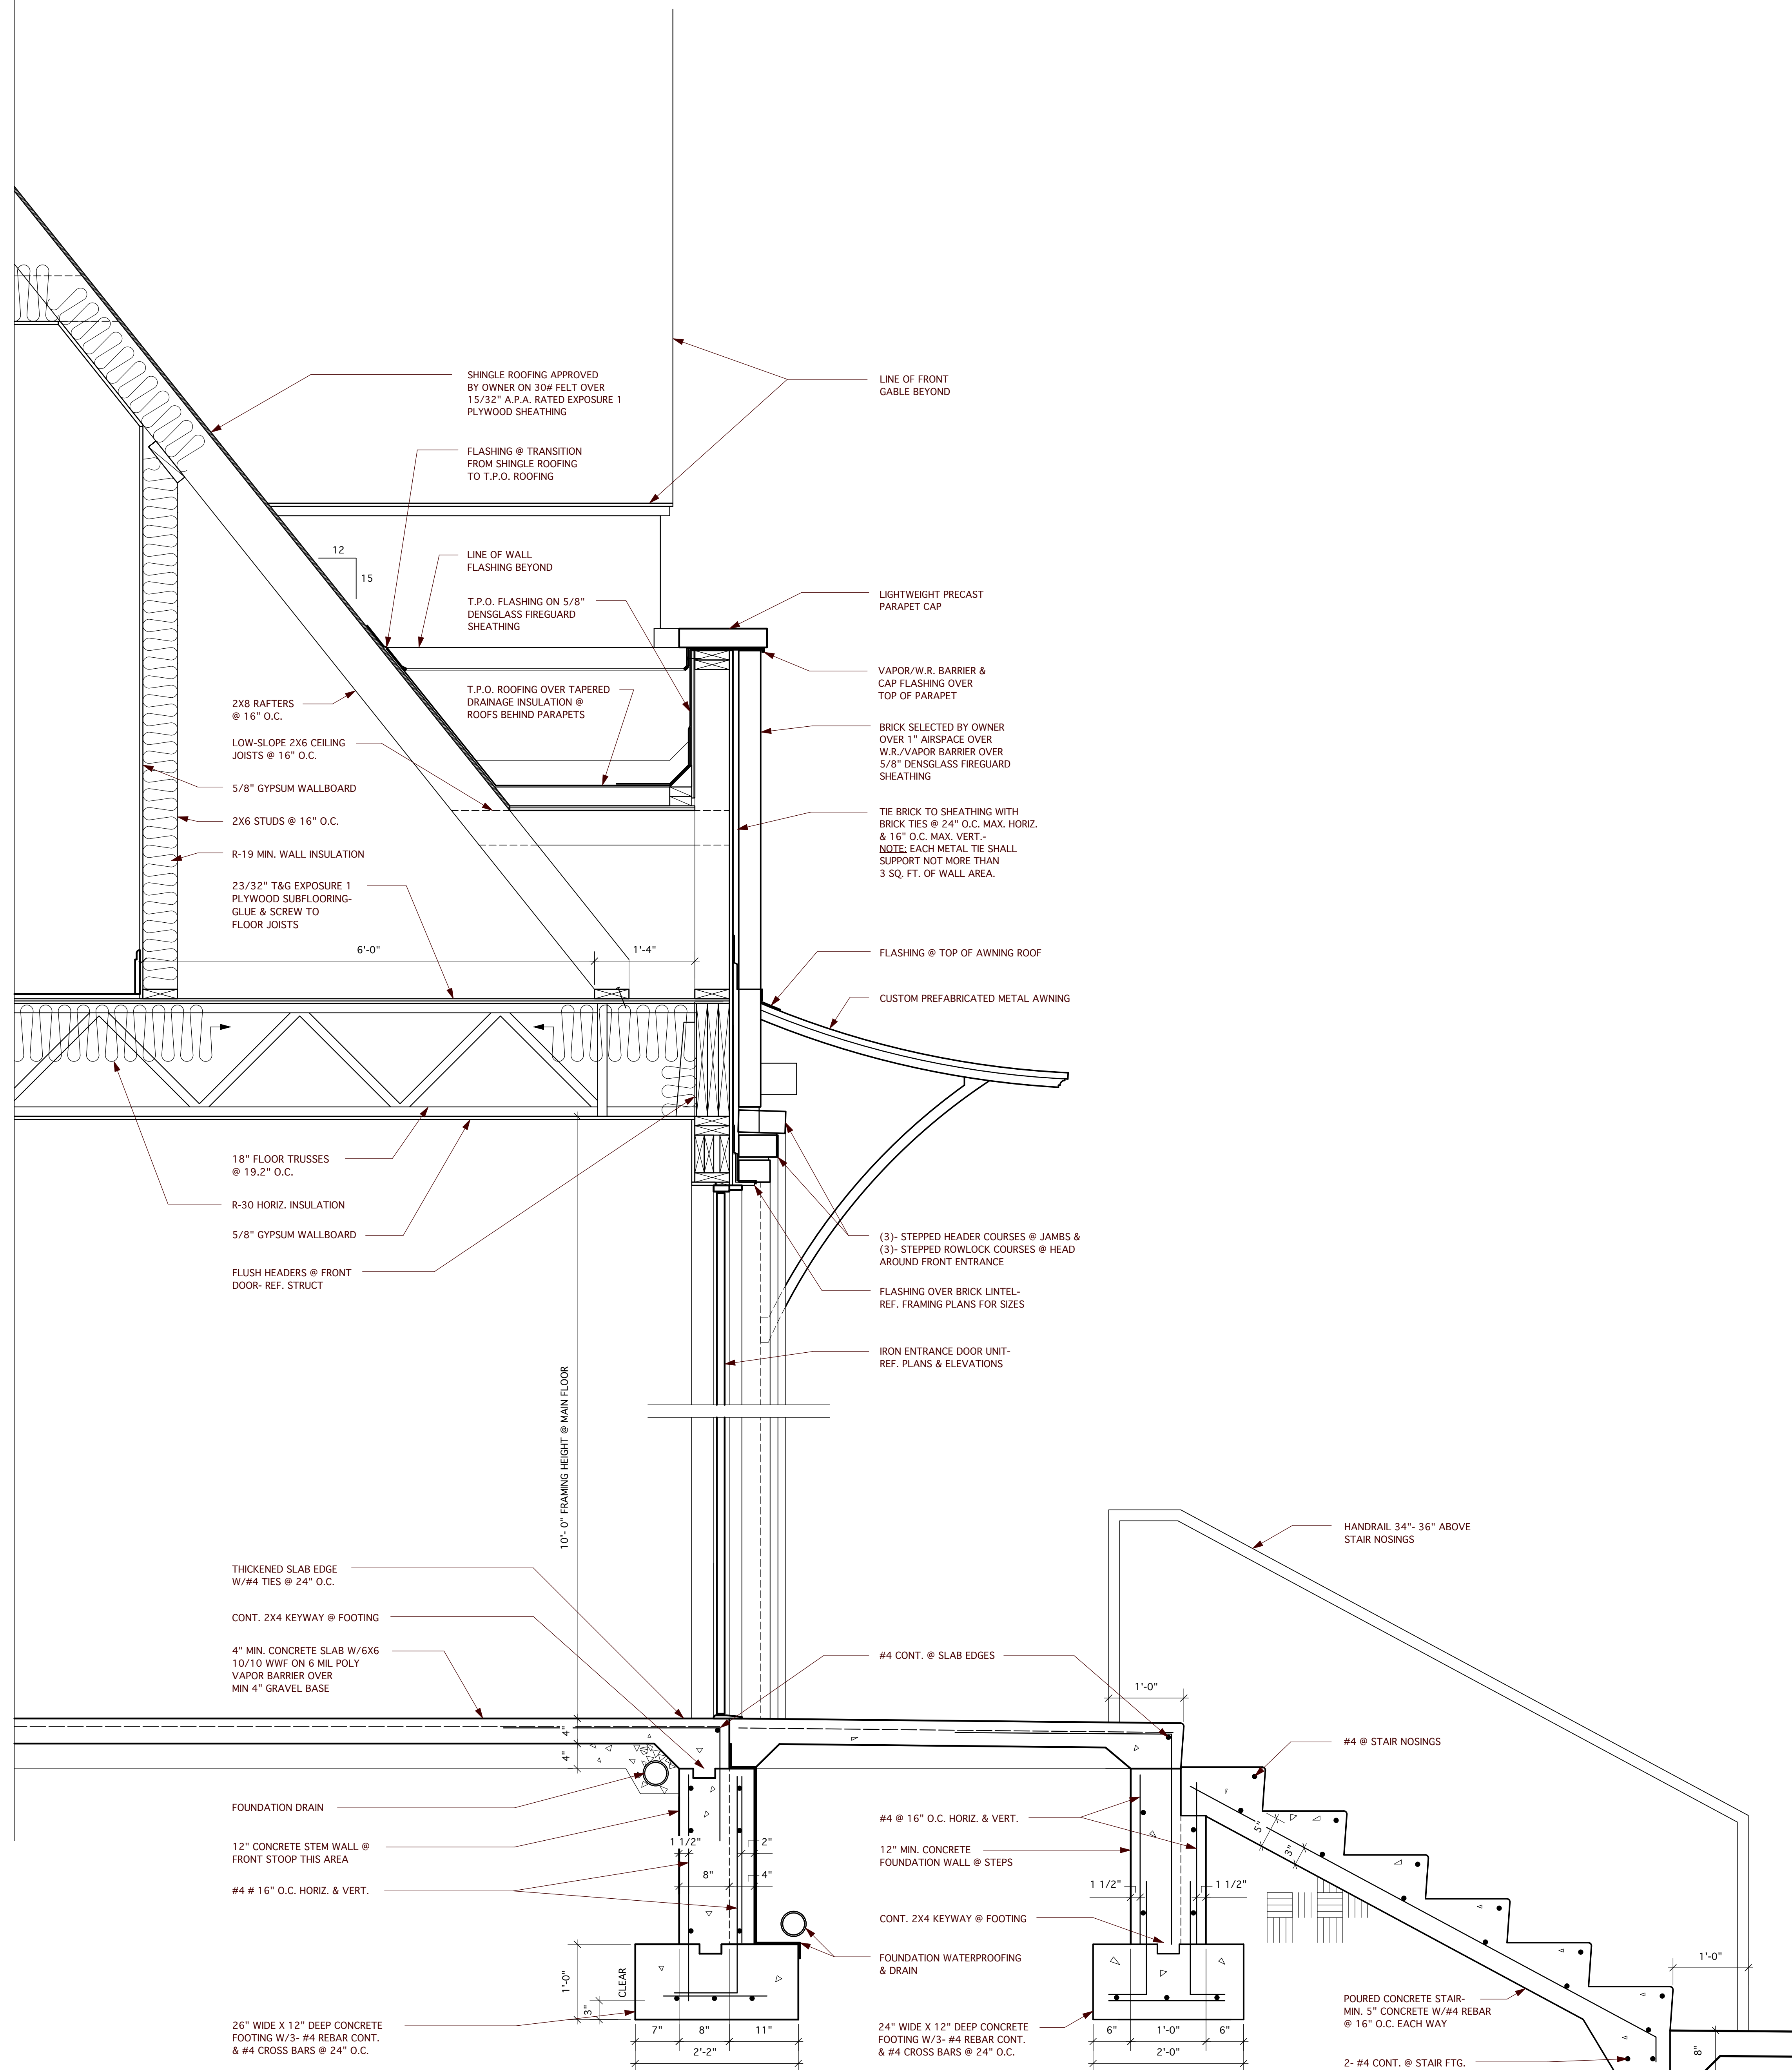 SHINGLE ROOFING APPROVED
BY OWNER ON 30# FELT OVER
15/32" A.P.A. RATED EXPOSURE 1
PLYWOOD SHEATHING
LINE OF FRONT
GABLE BEYOND
FLASHING @ TRANSITION
FROM SHINGLE ROOFING
TO T.P.O. ROOFING
12
15
LINE OF WALL
FLASHING BEYOND
T.P.O. FLASHING ON 5/8"
DENSGLASS FIREGUARD
SHEATHING
LIGHTWEIGHT PRECAST
PARAPET CAP
VAPOR/W.R. BARRIER &
CAP FLASHING OVER
TOP OF PARAPET
T.P.O. ROOFING OVER TAPERED
DRAINAGE INSULATION @
ROOFS BEHIND PARAPETS
2X8 RAFTERS
@ 16" O.C.
LOW-SLOPE 2X6 CEILING
JOISTS @ 16" O.C.
5/8" GYPSUM WALLBOARD
2X6 STUDS @ 16" O.C.
R-19 MIN. WALL INSULATION
23/32" T&G EXPOSURE 1
PLYWOOD SUBFLOORING-
GLUE & SCREW TO
FLOOR JOISTS
BRICK SELECTED BY OWNER
OVER 1" AIRSPACE OVER
W.R./VAPOR BARRIER OVER
5/8" DENSGLASS FIREGUARD
SHEATHING
TIE BRICK TO SHEATHING WITH
BRICK TIES @ 24" O.C. MAX. HORIZ.
& 16" O.C. MAX. VERT.-
NOTE: EACH METAL TIE SHALL
SUPPORT NOT MORE THAN
3 SQ. FT. OF WALL AREA.
6'-0"
1'-4"
FLASHING @ TOP OF AWNING ROOF
CUSTOM PREFABRICATED METAL AWNING
18" FLOOR TRUSSES
@ 19.2" O.C.
R-30 HORIZ. INSULATION
5/8" GYPSUM WALLBOARD
FLUSH HEADERS @ FRONT
DOOR- REF. STRUCT
(3)- STEPPED HEADER COURSES @ JAMBS &
(3)- STEPPED ROWLOCK COURSES @ HEAD
AROUND FRONT ENTRANCE
FLASHING OVER BRICK LINTEL-
REF. FRAMING PLANS FOR SIZES
IRON ENTRANCE DOOR UNIT-
REF. PLANS & ELEVATIONS
10'- 0" FRAMING HEIGHT @ MAIN FLOOR
HANDRAIL 34"- 36" ABOVE
STAIR NOSINGS
THICKENED SLAB EDGE
W/#4 TIES @ 24" O.C.
CONT. 2X4 KEYWAY @ FOOTING
4" MIN. CONCRETE SLAB W/6X6
10/10 WWF ON 6 MIL POLY
VAPOR BARRIER OVER
MIN 4" GRAVEL BASE
#4 CONT. @ SLAB EDGES
1'-0"
4"
4"
#4 @ STAIR NOSINGS
FOUNDATION DRAIN
12" CONCRETE STEM WALL @
FRONT STOOP THIS AREA
#4 # 16" O.C. HORIZ. & VERT.
1 1/2"
2"
8"
4"
#4 @ 16" O.C. HORIZ. & VERT.
12" MIN. CONCRETE
FOUNDATION WALL @ STEPS
1 1/2"
1 1/2"
5"
3"
CONT. 2X4 KEYWAY @ FOOTING
FOUNDATION WATERPROOFING
& DRAIN
1'-0"
3"
CLEAR
1'-0"
26" WIDE X 12" DEEP CONCRETE
FOOTING W/3- #4 REBAR CONT.
& #4 CROSS BARS @ 24" O.C.
7"
8"
11"
2'-2"
24" WIDE X 12" DEEP CONCRETE
FOOTING W/3- #4 REBAR CONT.
& #4 CROSS BARS @ 24" O.C.
6"
1'-0"
6"
2'-0"
POURED CONCRETE STAIR-
MIN. 5" CONCRETE W/#4 REBAR
@ 16" O.C. EACH WAY
2- #4 CONT. @ STAIR FTG.
8"